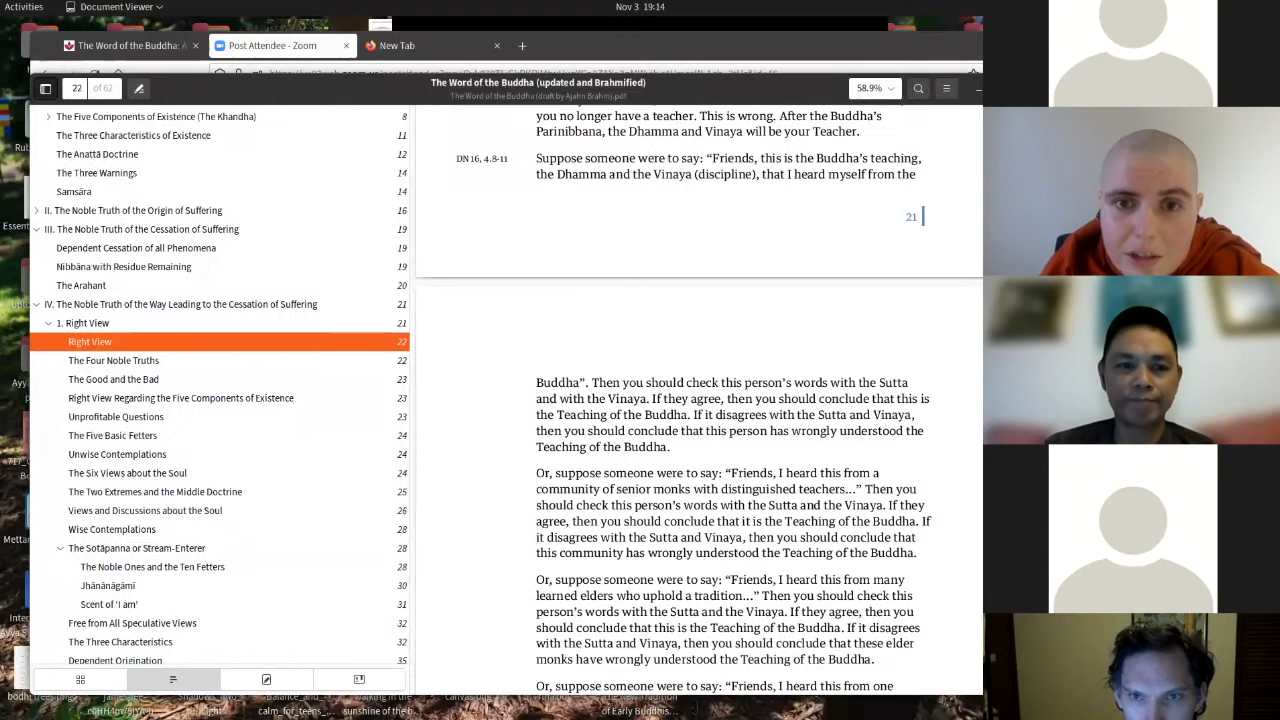 Activities
Document Viewer
Nov 3 19:14
The Word of the Buddha: A
Post Attendee - Zoom
New Tab
22
of 62
The Word of the Buddha (updated and Brahmified)
The Word of the Buddha (draft by Ajahn Brahm).pdf
58.9%
The Five Components of Existence (The Khandha) 8
The Three Characteristics of Existence 11
The Anattā Doctrine 12
The Three Warnings 14
Saṃsāra 14
II. The Noble Truth of the Origin of Suffering 16
III. The Noble Truth of the Cessation of Suffering 19
Dependent Cessation of all Phenomena 19
Nibbāna with Residue Remaining 19
The Arahant 20
IV. The Noble Truth of the Way Leading to the Cessation of Suffering 21
1. Right View 21
Right View 22
The Four Noble Truths 22
The Good and the Bad 23
Right View Regarding the Five Components of Existence 23
Unprofitable Questions 23
The Five Basic Fetters 24
Unwise Contemplations 24
The Six Views about the Soul 24
The Two Extremes and the Middle Doctrine 25
Views and Discussions about the Soul 26
Wise Contemplations 28
The Sotāpanna or Stream-Enterer 28
The Noble Ones and the Ten Fetters 28
Jhānānāgāmī 30
Scent of ‘I am’ 31
Free from All Speculative Views 32
The Three Characteristics 32
Dependent Origination 35
you no longer have a teacher. This is wrong. After the Buddha’s
Parinibbana, the Dhamma and Vinaya will be your Teacher.
DN 16, 4.8-11
Suppose someone were to say: “Friends, this is the Buddha’s teaching,
the Dhamma and the Vinaya (discipline), that I heard myself from the
21
Buddha”. Then you should check this person’s words with the Sutta
and with the Vinaya. If they agree, then you should conclude that this is
the Teaching of the Buddha. If it disagrees with the Sutta and Vinaya,
then you should conclude that this person has wrongly understood the
Teaching of the Buddha.
Or, suppose someone were to say: “Friends, I heard this from a
community of senior monks with distinguished teachers...” Then you
should check this person’s words with the Sutta and the Vinaya. If they
agree, then you should conclude that it is the Teaching of the Buddha. If
it disagrees with the Sutta and Vinaya, then you should conclude that
this community has wrongly understood the Teaching of the Buddha.
Or, suppose someone were to say: “Friends, I heard this from many
learned elders who uphold a tradition...” Then you should check this
person’s words with the Sutta and the Vinaya. If they agree, then you
should conclude that this is the Teaching of the Buddha. If it disagrees
with the Sutta and Vinaya, then you should conclude that these elder
monks have wrongly understood the Teaching of the Buddha.
Or, suppose someone were to say: “Friends, I heard this from one
calm_for_teens_...
sunshine of the b...
of Early Buddhis...